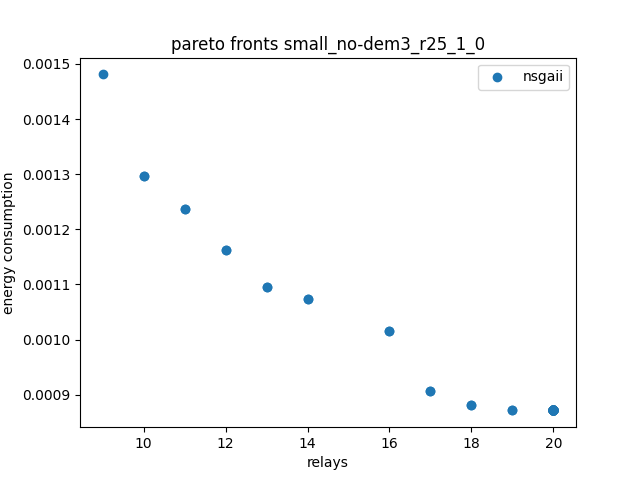 pareto fronts small_no-dem3_r25_1_0
nsgaii
0.0015
0.0014
0.0013
0.0012
0.0011
0.0010
0.0009
energy consumption
10 12 14 16 18 20
relays